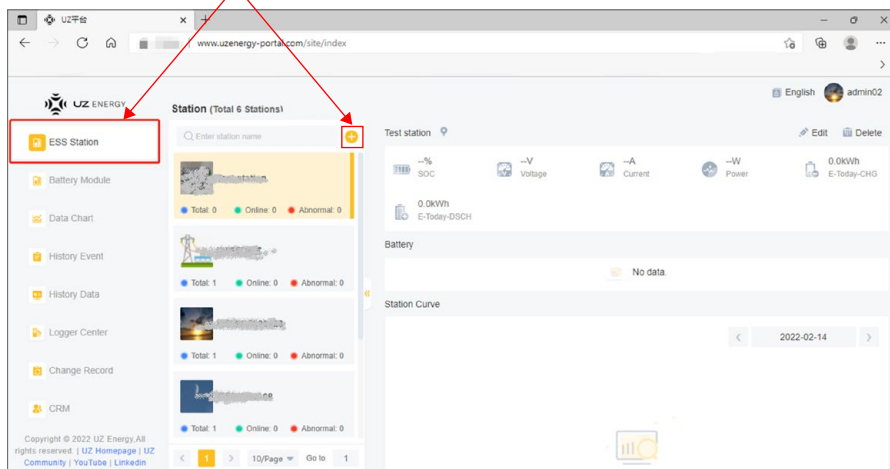 UZ平台
www.uzenergy-portal.com/site/index
English
admin02
UZ ENERGY
Station (Total 6 Stations)
Enter station name
ESS Station
Battery Module
Data Chart
History Event
History Data
Logger Center
Change Record
CRM
Copyright © 2022 UZ Energy,All
rights reserved. | UZ Homepage | UZ
Community | YouTube | Linkedin
Total: 0 Online: 0 Abnormal: 0
Total: 1 Online: 0 Abnormal: 0
Total: 1 Online: 0 Abnormal: 0
Total: 1 Online: 0 Abnormal: 0
1
10/Page
Go to 1
Test station
Edit
Delete
--%
SOC
--V
Voltage
--A
Current
--W
Power
0.0kWh
E-Today-CHG
0.0kWh
E-Today-DSCH
Battery
No data.
Station Curve
2022-02-14